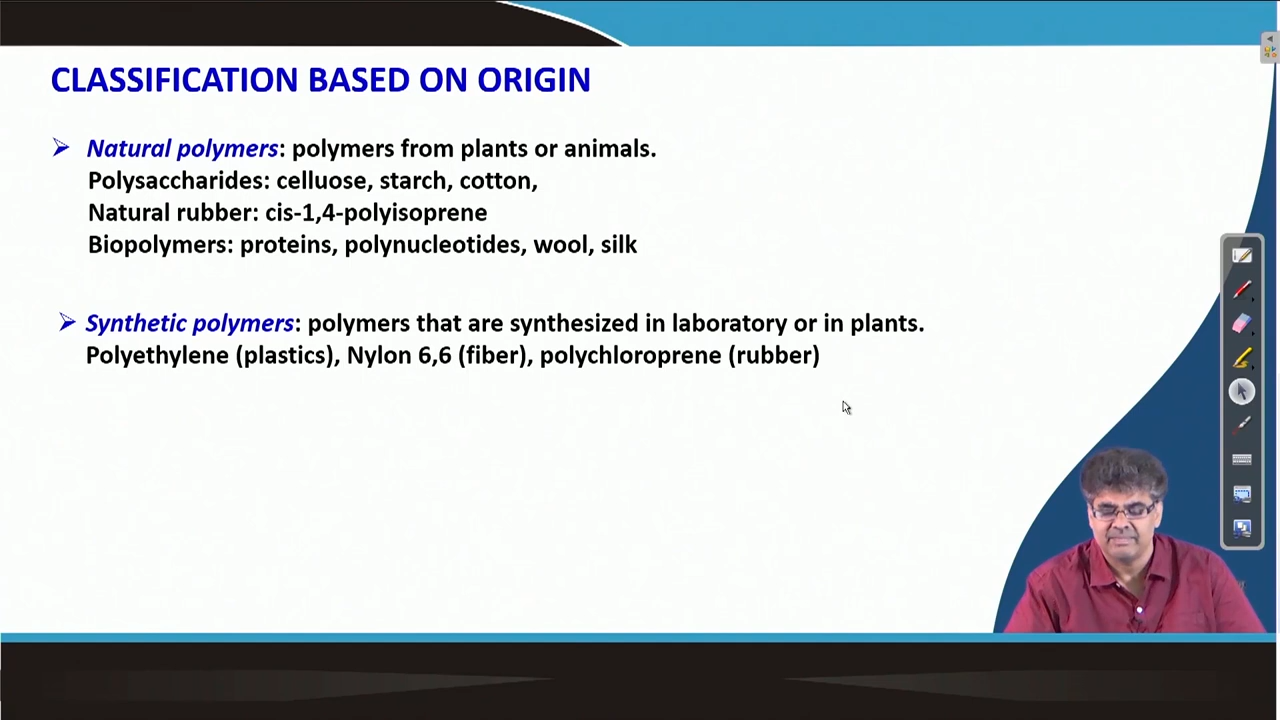 CLASSIFICATION BASED ON ORIGIN
Natural polymers: polymers from plants or animals.
Polysaccharides: celluose, starch, cotton,
Natural rubber: cis-1,4-polyisoprene
Biopolymers: proteins, polynucleotides, wool, silk
Synthetic polymers: polymers that are synthesized in laboratory or in plants.
Polyethylene (plastics), Nylon 6,6 (fiber), polychloroprene (rubber)